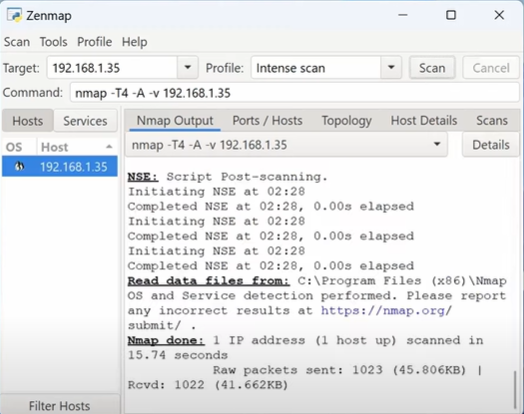 Zenmap
Scan Tools Profile Help
Target: 192.168.1.35 Profile: Intense scan Scan Cancel
Command: nmap -T4 -A -v 192.168.1.35
Hosts Services Nmap Output Ports / Hosts Topology Host Details Scans
OS Host nmap -T4 -A -v 192.168.1.35 Details
192.168.1.35
NSE: Script Post-scanning.
Initiating NSE at 02:28
Completed NSE at 02:28, 0.00s elapsed
Initiating NSE at 02:28
Completed NSE at 02:28, 0.00s elapsed
Initiating NSE at 02:28
Completed NSE at 02:28, 0.00s elapsed
Read data files from: C:\Program Files (x86)\Nmap
OS and Service detection performed. Please report
any incorrect results at https://nmap.org/
submit/ .
Nmap done: 1 IP address (1 host up) scanned in
15.74 seconds
Raw packets sent: 1023 (45.806KB) |
Rcvd: 1022 (41.662KB)
Filter Hosts